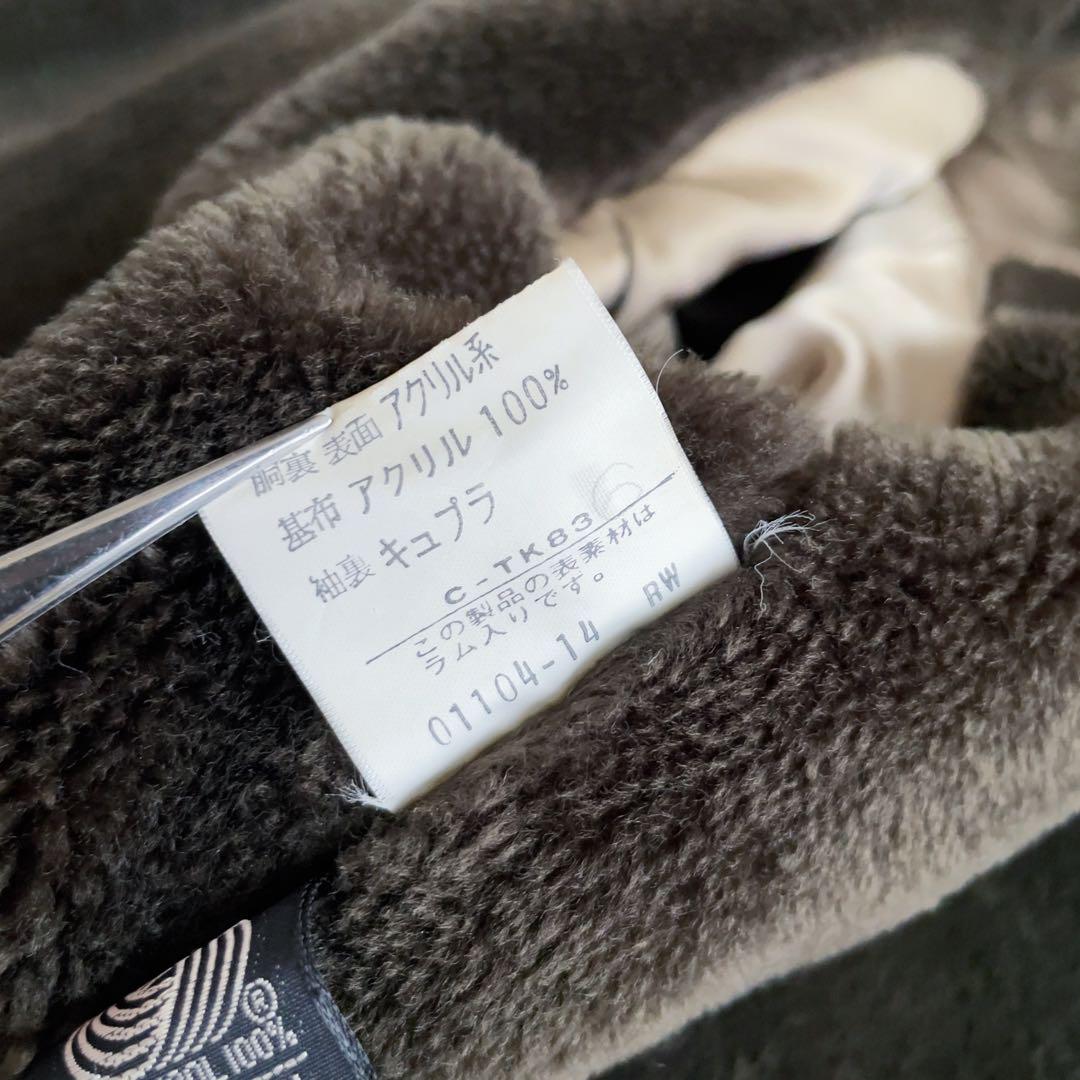 胴裏 表面 アクリル系
基布 アクリル 100%
袖裏 キュプラ
C-TK836
この製品の表素材は
ラム入りです。
01104-14 RW
®
100%